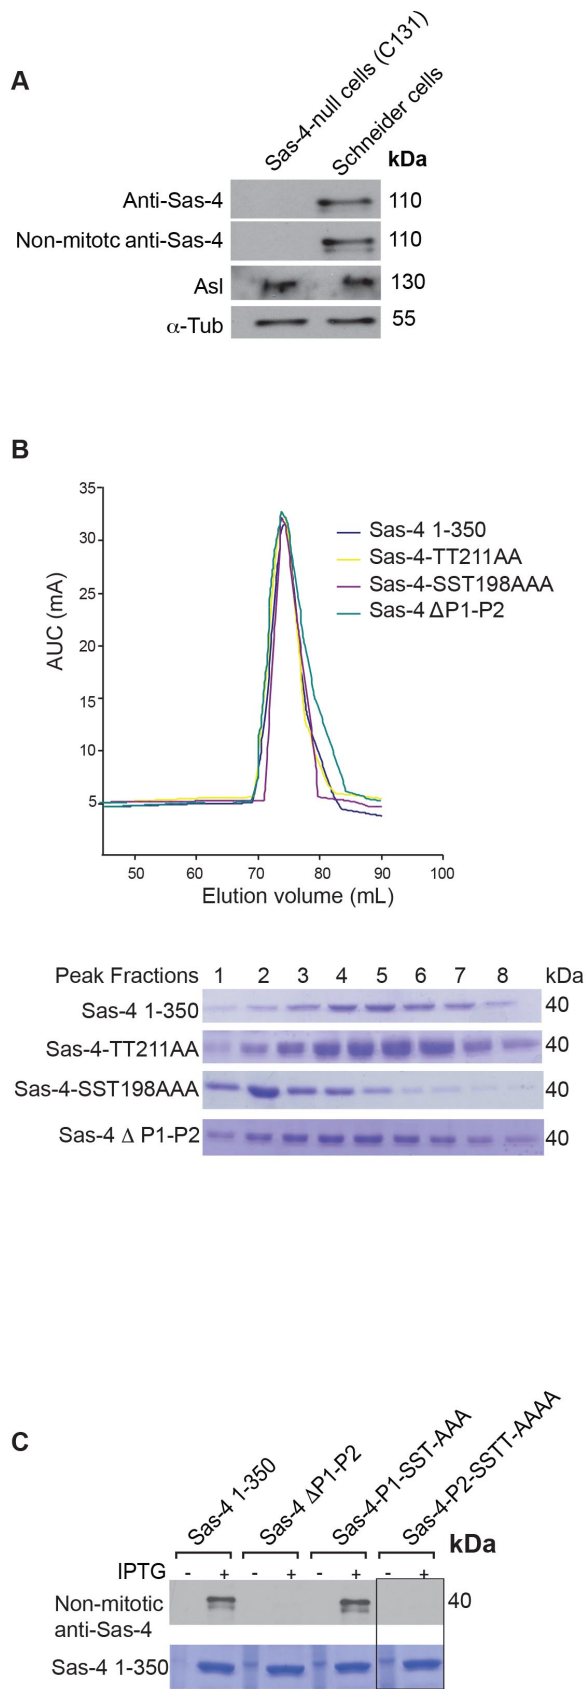 A
Sas-4-null cells (C131)
Schneider cells
kDa
Anti-Sas-4
110
Non-mitotc anti-Sas-4
110
Asl
130
α-Tub
55
B
35
30
25
20
15
10
5
AUC (mA)
Sas-4 1-350
Sas-4-TT211AA
Sas-4-SST198AAA
Sas-4 ΔP1-P2
50 60 70 80 90 100
Elution volume (mL)
Peak Fractions 1 2 3 4 5 6 7 8 kDa
Sas-4 1-350 40
Sas-4-TT211AA 40
Sas-4-SST198AAA 40
Sas-4 Δ P1-P2 40
C
Sas-4 1-350
Sas-4 ΔP1-P2
Sas-4-P1-SST-AAA
Sas-4-P2-SSTT-AAAA
kDa
IPTG - + - + - + - +
Non-mitotic 40
anti-Sas-4
Sas-4 1-350